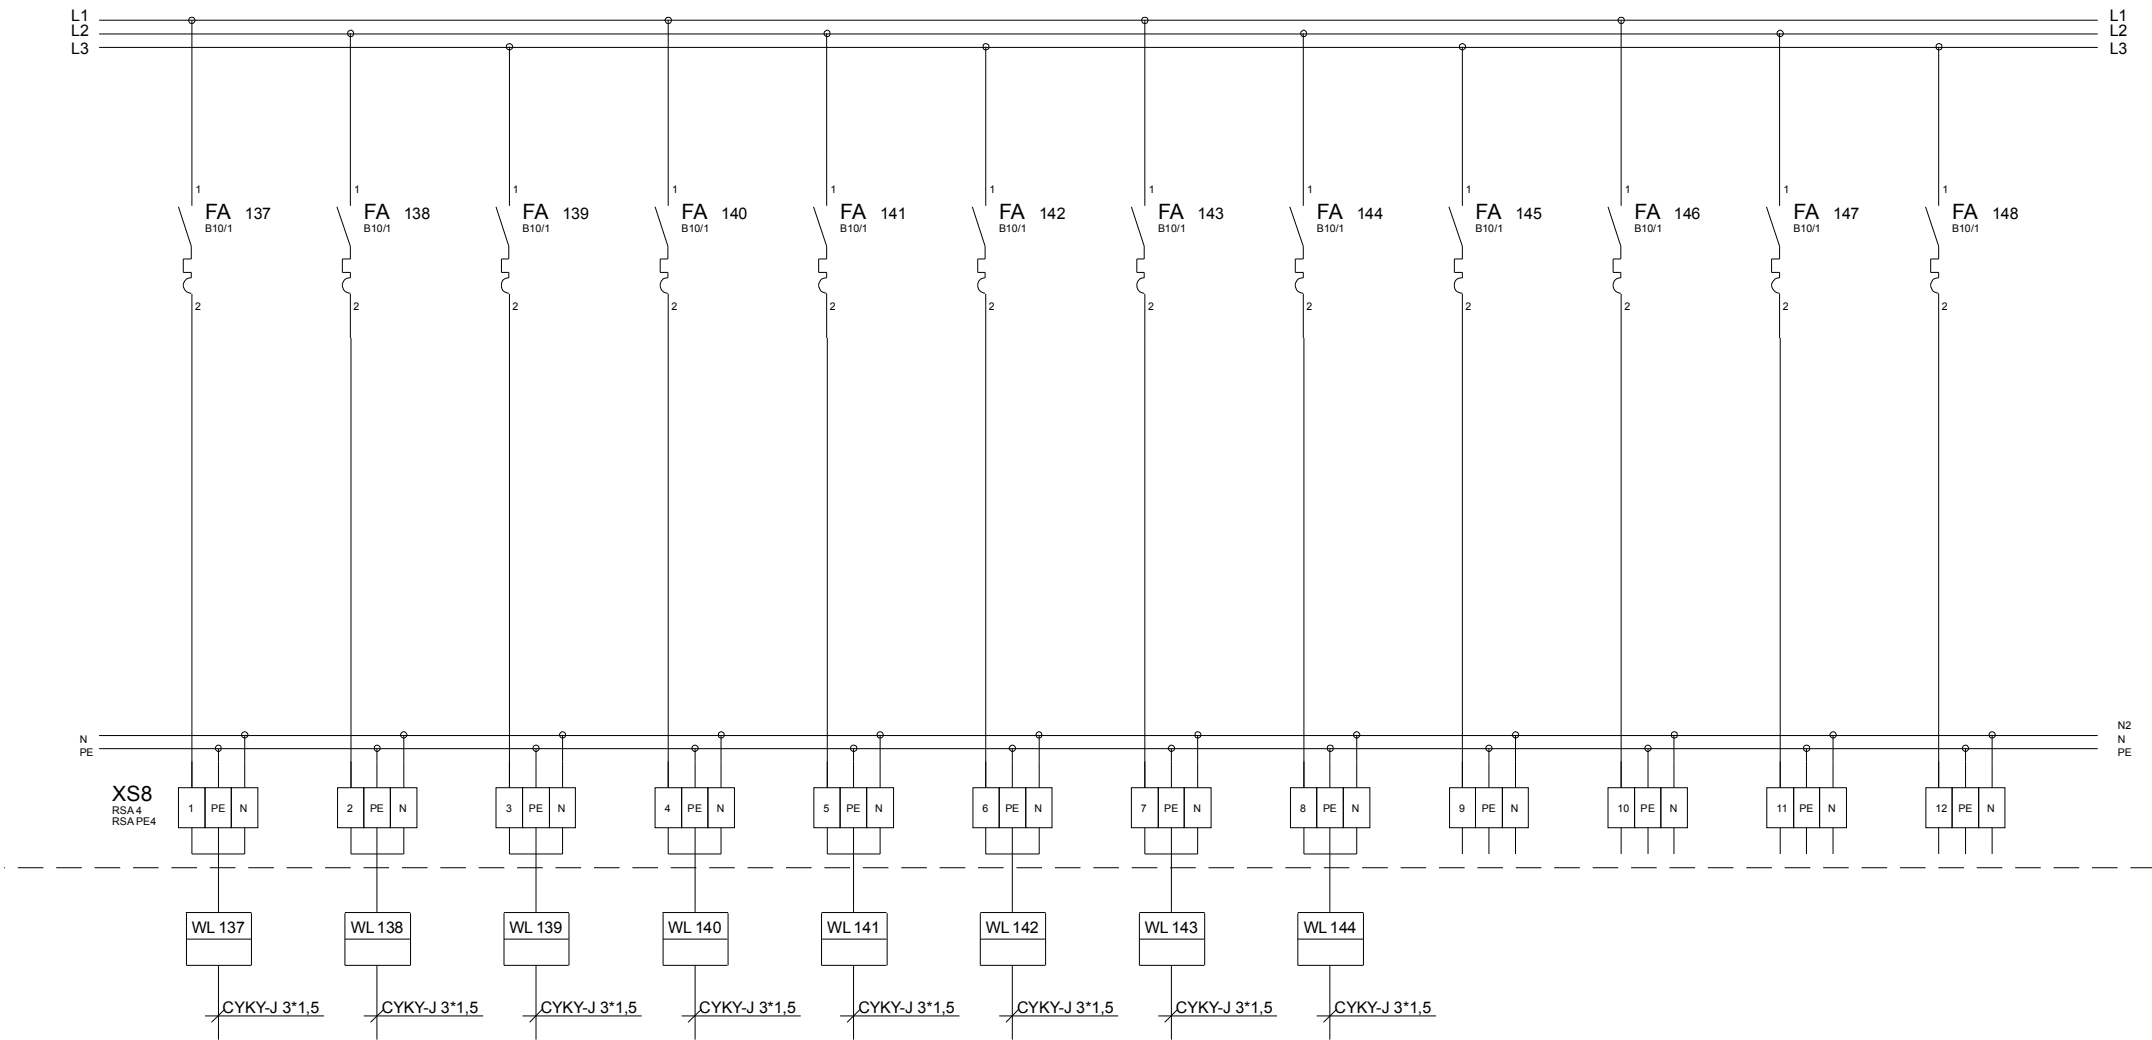 L1 L1
L2 L2
L3 L3
1 1 1 1 1 1 1 1 1 1 1 1
FA 137 FA 138 FA 139 FA 140 FA 141 FA 142 FA 143 FA 144 FA 145 FA 146 FA 147 FA 148
B10/1 B10/1 B10/1 B10/1 B10/1 B10/1 B10/1 B10/1 B10/1 B10/1 B10/1 B10/1
2 2 2 2 2 2 2 2 2 2 2 2
N2
N N
PE PE
XS8
RSA 4
RSA PE4
1 PE N 2 PE N 3 PE N 4 PE N 5 PE N 6 PE N 7 PE N 8 PE N 9 PE N 10 PE N 11 PE N 12 PE N
WL 137 WL 138 WL 139 WL 140 WL 141 WL 142 WL 143 WL 144
CYKY-J 3*1,5 CYKY-J 3*1,5 CYKY-J 3*1,5 CYKY-J 3*1,5 CYKY-J 3*1,5 CYKY-J 3*1,5 CYKY-J 3*1,5 CYKY-J 3*1,5